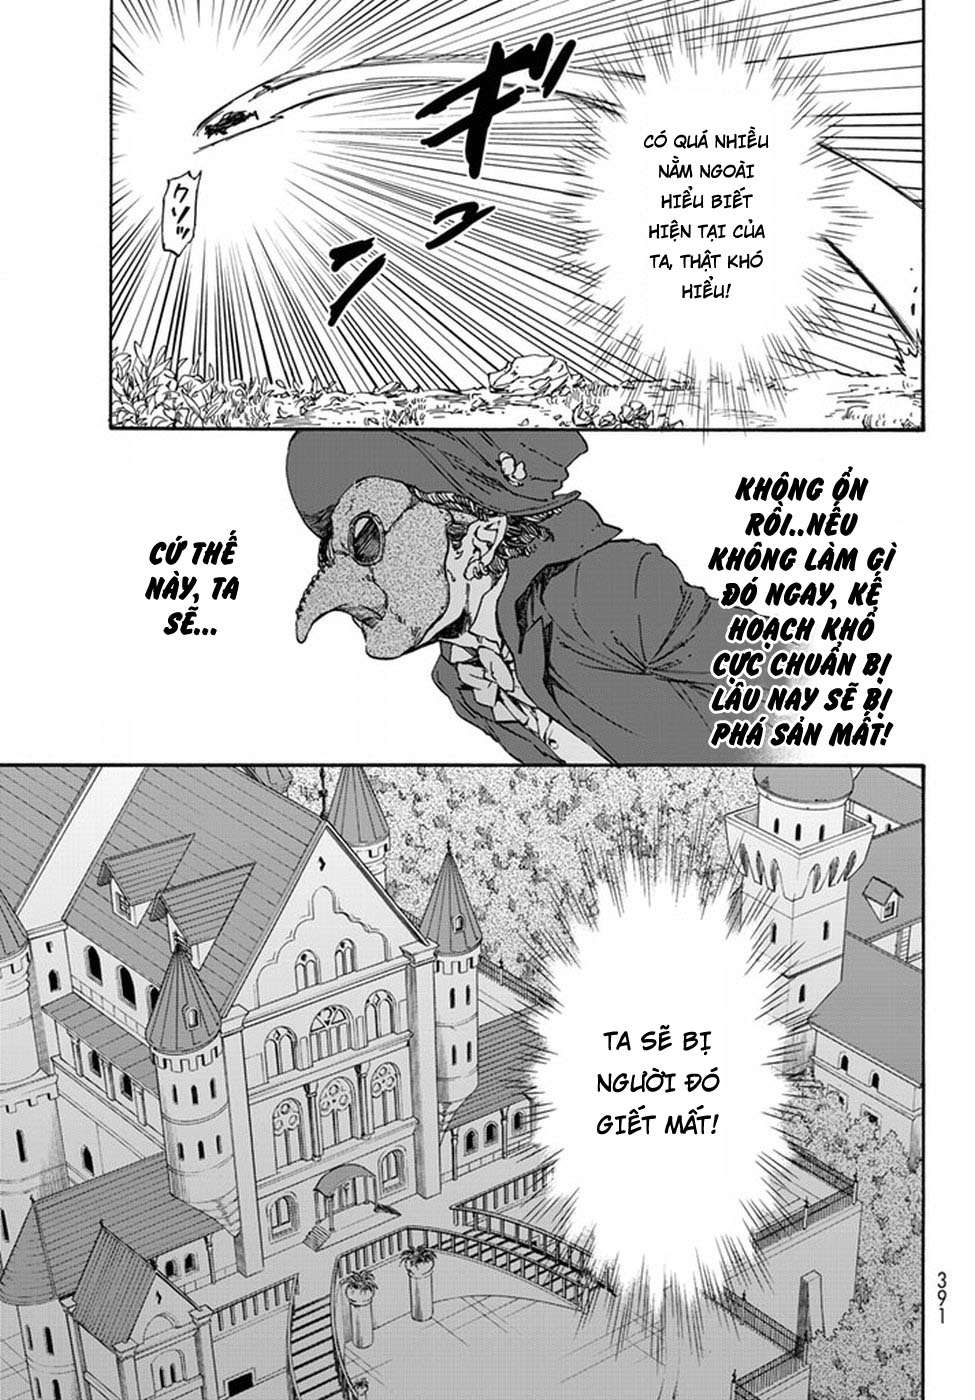 CÓ QUÁ NHIỀU
NẰM NGOÀI
HIỂU BIẾT
HIỆN TẠI CỦA
TA, THẬT KHÓ
HIỂU!
ギュン
クソッ
KHÔNG ỔN
RỒI..NẾU
KHÔNG LÀM GÌ
ĐÓ NGAY, KẾ
HOẠCH KHỔ
CỰC CHUẨN BỊ
LÂU NAY SẼ BỊ
PHÁ SẢN MẤT!
CỨ THẾ
NÀY, TA
SẼ...
TA SẼ BỊ
NGƯỜI ĐÓ
GIẾT MẤT!
391